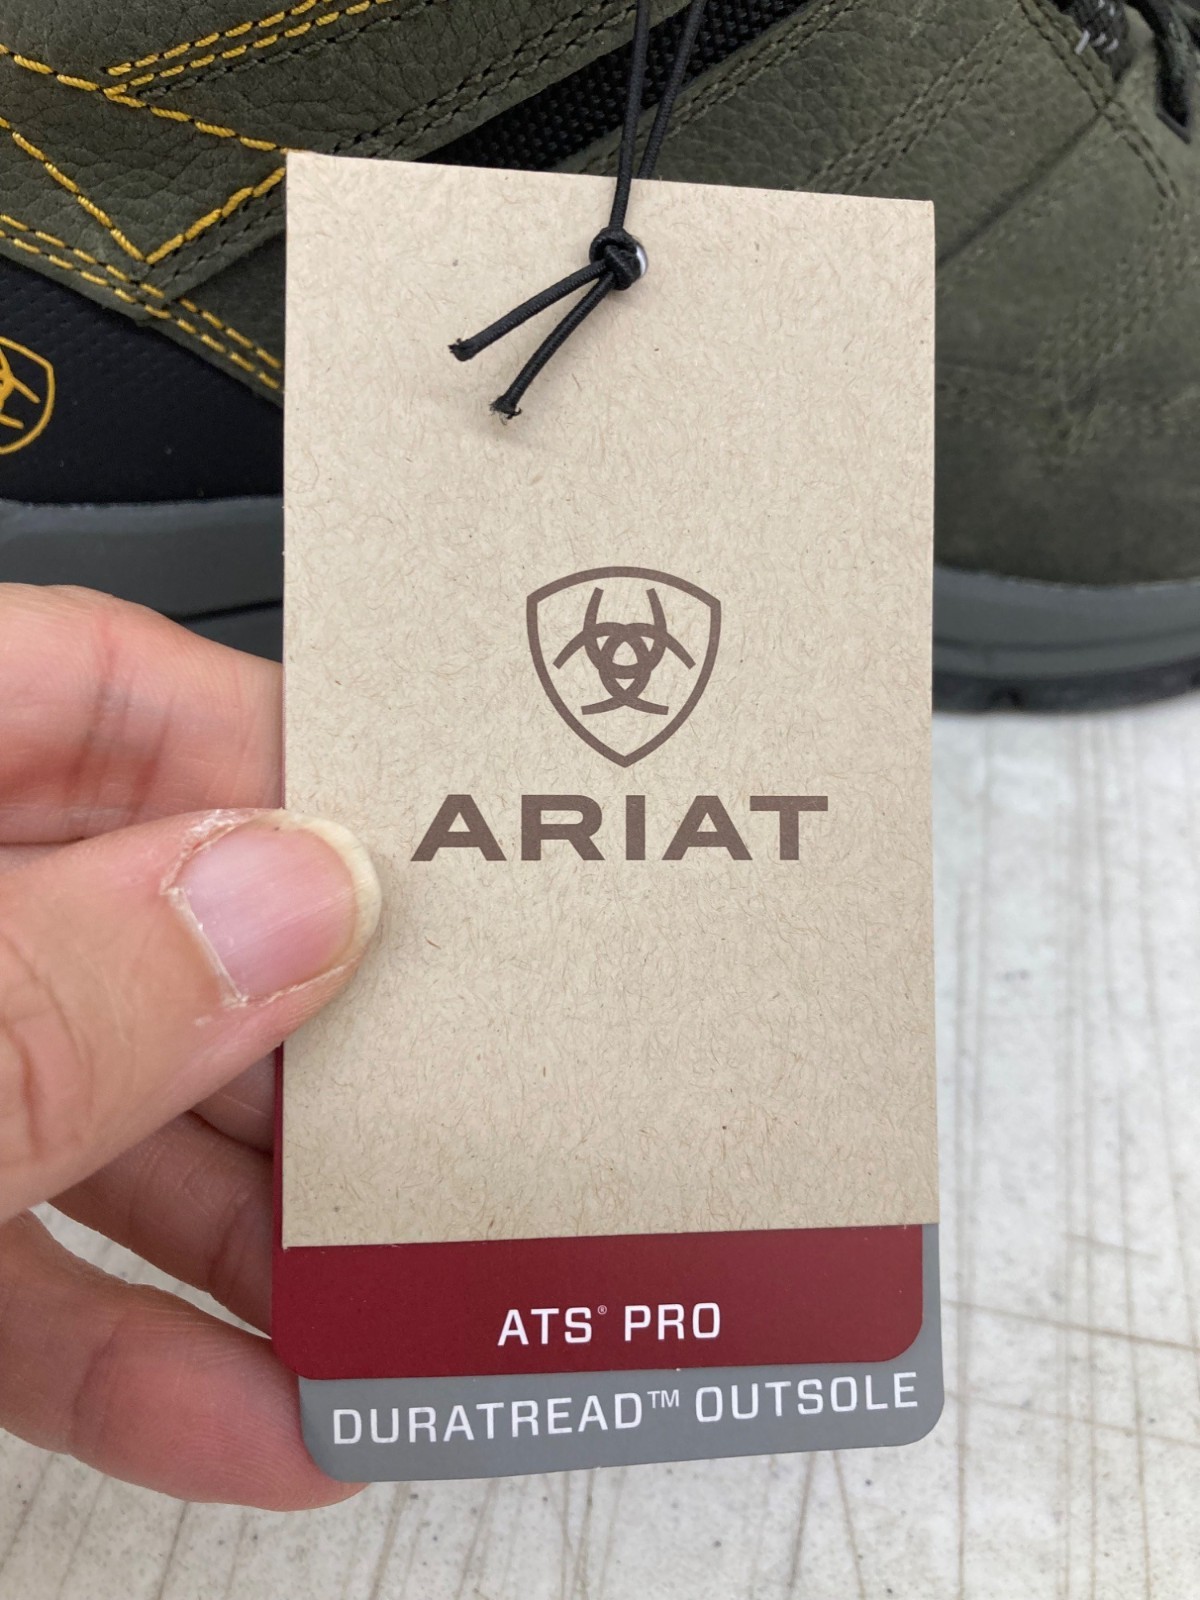 ARIAT
ATS® PRO
DURATREAD™ OUTSOLE